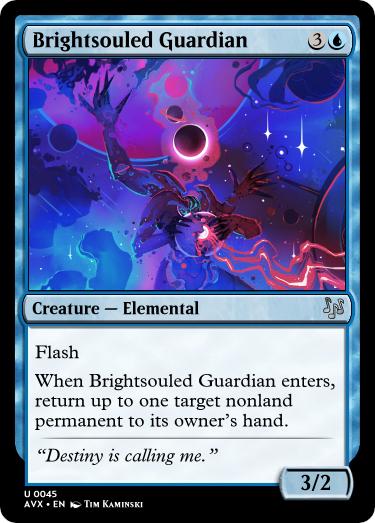 Brightsouled Guardian 3
Creature — Elemental
Flash
When Brightsouled Guardian enters,
return up to one target nonland
permanent to its owner's hand.
“Destiny is calling me.”
3/2
U 0045
AVX • EN Tim Kaminski